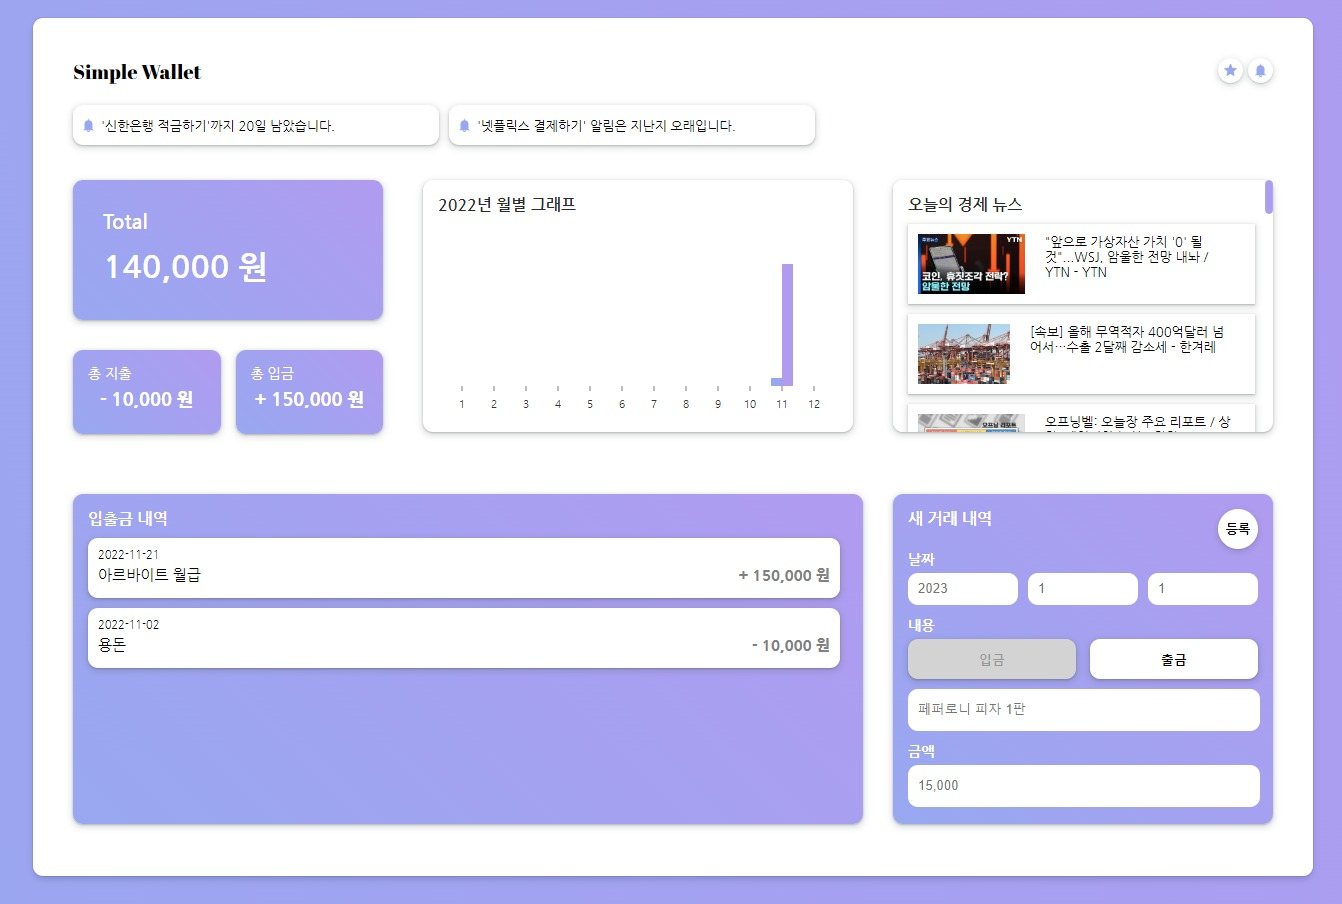 Simple Wallet
'신한은행 적금하기'까지 20일 남았습니다.
'넷플릭스 결제하기' 알림은 지난지 오래입니다.
Total
140,000 원
총 지출
- 10,000 원
총 입금
+ 150,000 원
2022년 월별 그래프
1 2 3 4 5 6 7 8 9 10 11 12
오늘의 경제 뉴스
YTN
코인, 휴짓조각 전락?
암울한 전망
"앞으로 가상자산 가치 '0' 될
것"...WSJ, 암울한 전망 내놔 /
YTN - YTN
[속보] 올해 무역적자 400억달러 넘
어서…수출 2달째 감소세 - 한겨레
오프닝벨: 오늘장 주요 리포트 / 상
입출금 내역
2022-11-21
아르바이트 월급
+ 150,000 원
2022-11-02
용돈
- 10,000 원
새 거래 내역
등록
날짜
2023
1
1
내용
입금
출금
페퍼로니 피자 1판
금액
15,000